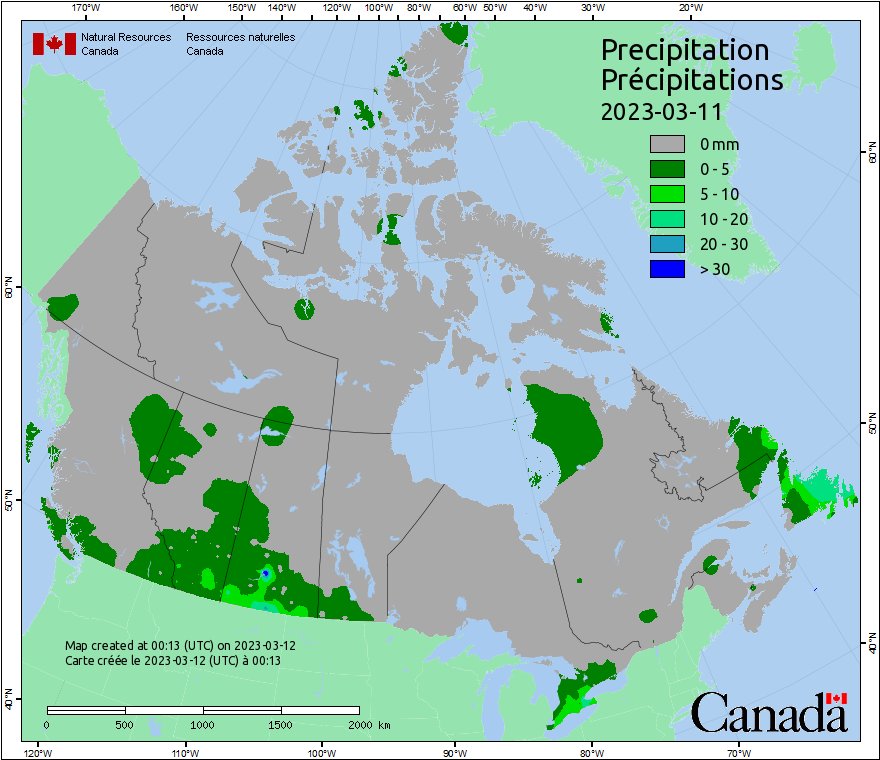 170°W 160°W 150°W 140°W 120°W 100°W 80°W 60°W 50°W 40°W 30°W 20°W
Natural Resources Ressources naturelles
Canada Canada
Precipitation
Précipitations
2023-03-11
0 mm
0 - 5
5 - 10
10 - 20
20 - 30
> 30
60°N
60°N
50°N
50°N
40°N
40°N
Map created at 00:13 (UTC) on 2023-03-12
Carte créée le 2023-03-12 (UTC) à 00:13
0 500 1000 1500 2000 km
Canada
120°W 110°W 100°W 90°W 80°W 70°W